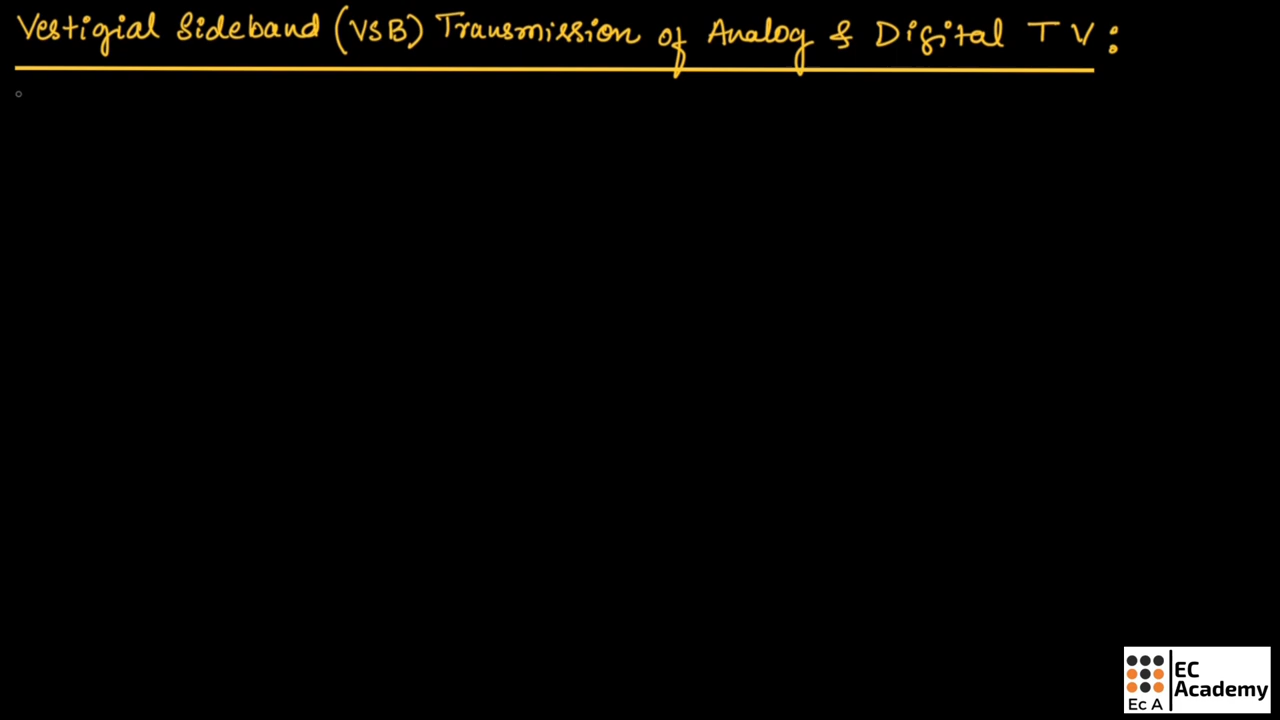 Vestigial Sideband (VSB) Transmission of Analog & Digital TV:
EC
Academy
Ec A